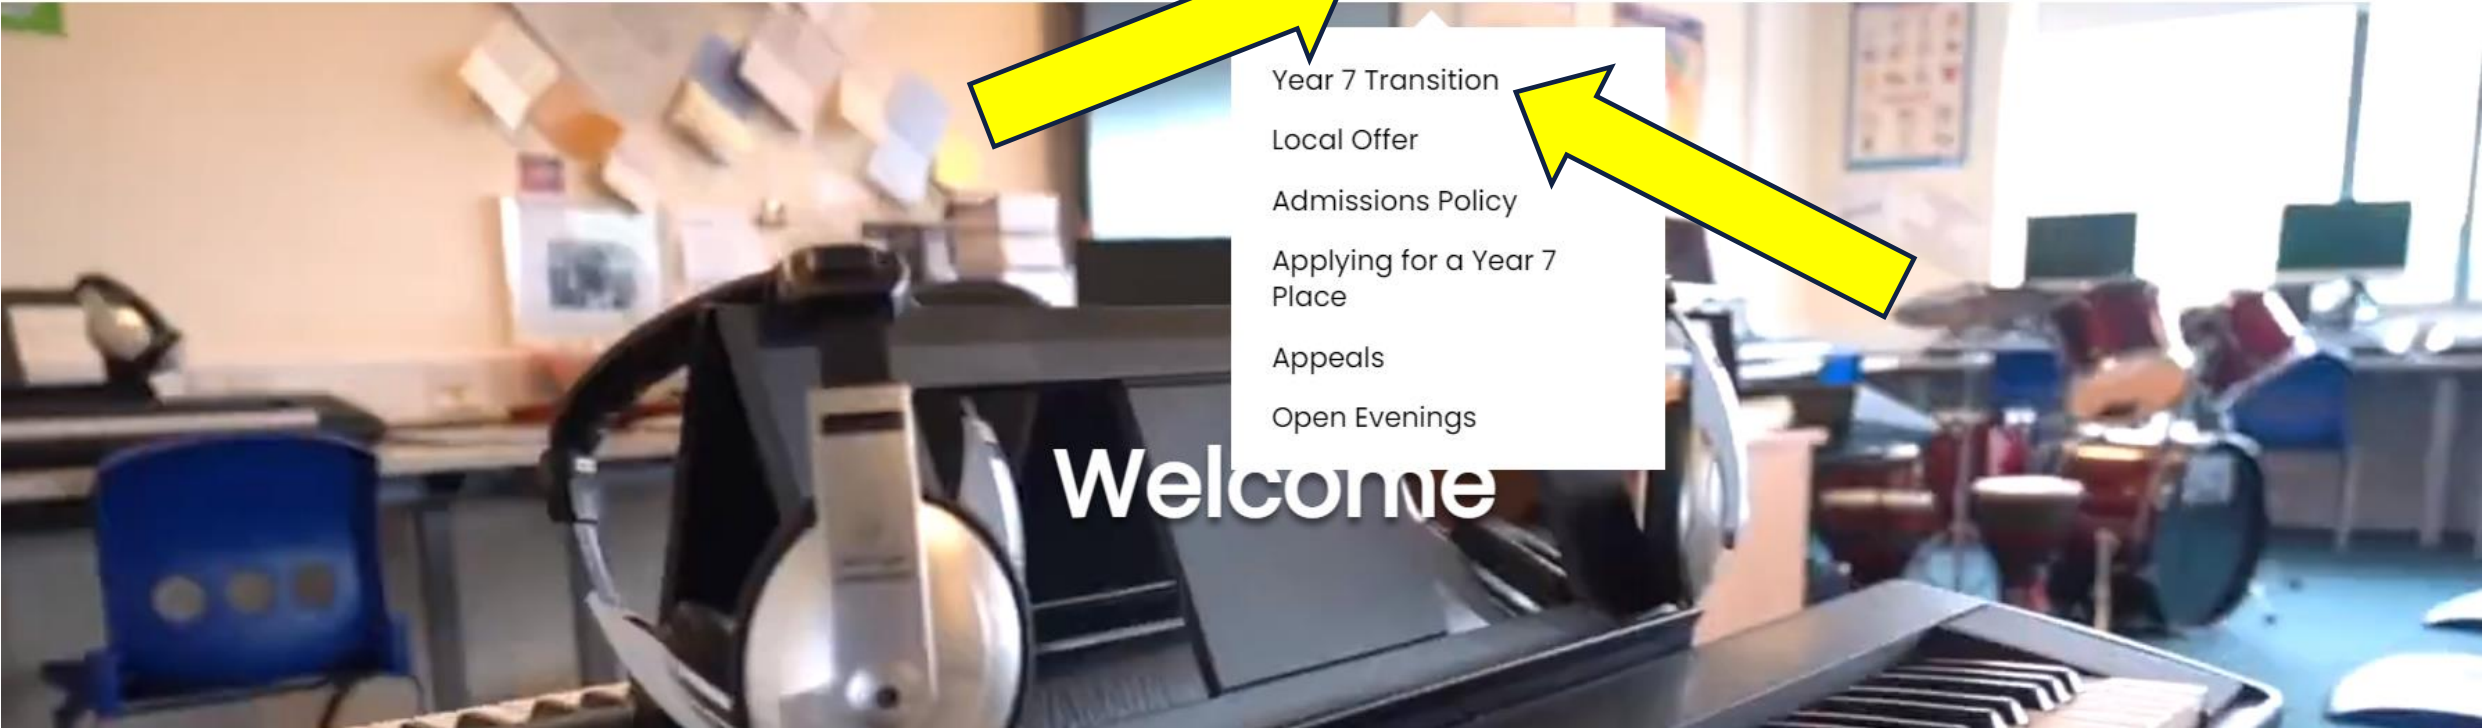 Year 7 Transition
Local Offer
Admissions Policy
Applying for a Year 7
Place
Appeals
Open Evenings
Welcome